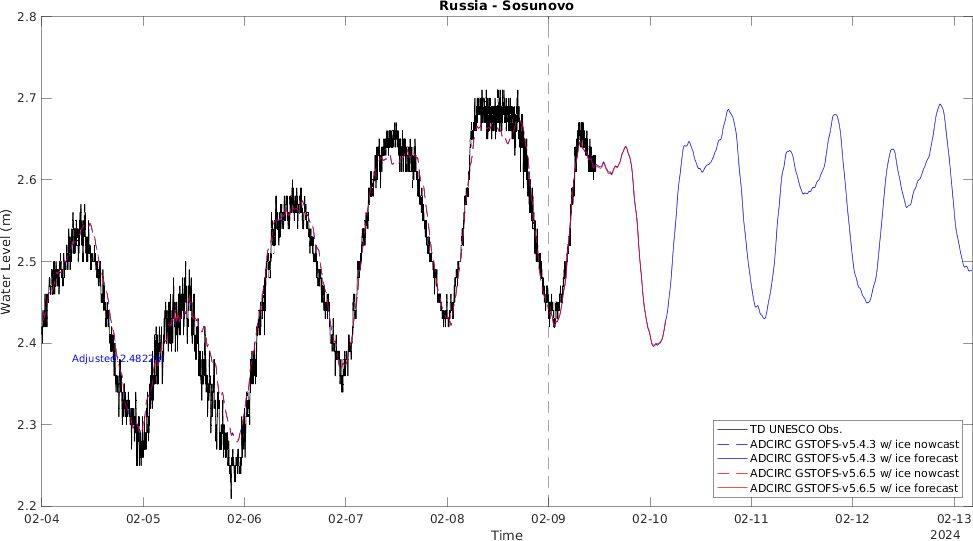 Russia - Sosunovo
2.8
2.7
2.6
2.5
2.4
2.3
2.2
Water Level (m)
02-04
02-05
02-06
02-07
02-08
02-09
02-10
02-11
02-12
02-13
2024
Time
TD UNESCO Obs.
ADCIRC GSTOFS-v5.4.3 w/ ice nowcast
ADCIRC GSTOFS-v5.4.3 w/ ice forecast
ADCIRC GSTOFS-v5.6.5 w/ ice nowcast
ADCIRC GSTOFS-v5.6.5 w/ ice forecast